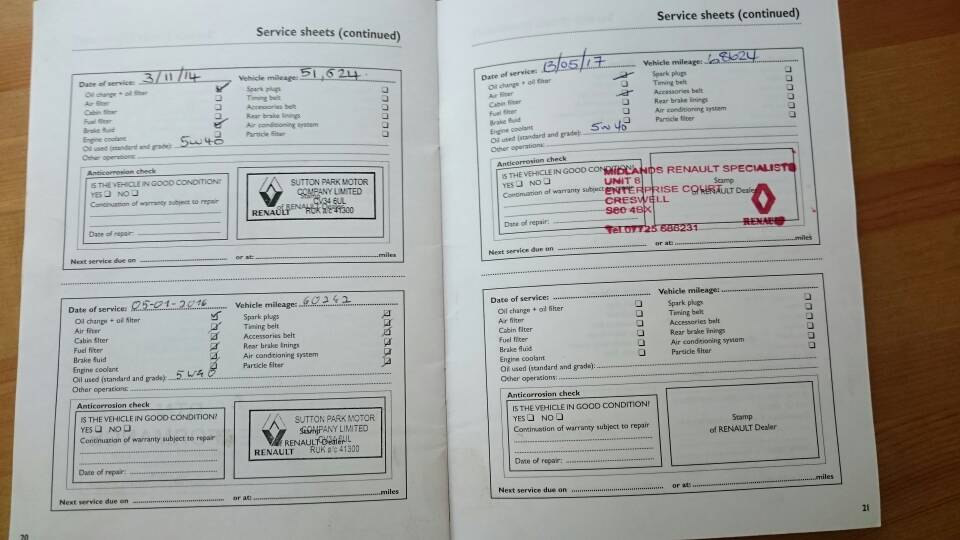 Service sheets (continued)
Date of service: 3/11/14 Vehicle mileage: 51,624.
Oil change + oil filter
Air filter
Cabin filter
Fuel filter
Brake fluid
Engine coolant
Spark plugs
Timing belt
Accessories belt
Rear brake linings
Air conditioning system
Particle filter
Oil used (standard and grade): 5W40
Other operations:
Anticorrosion check
IS THE VEHICLE IN GOOD CONDITION?
YES NO
Continuation of warranty subject to repair
Date of repair:
SUTTON PARK MOTOR
COMPANY LIMITED
Stamp
CV34 6UL
of RENAULT Dealer
RUK a/c 41300
RENAULT
Next service due on or at: miles
Date of service: 05-01-2016 Vehicle mileage: 60242
Oil change + oil filter
Air filter
Cabin filter
Fuel filter
Brake fluid
Engine coolant
Spark plugs
Timing belt
Accessories belt
Rear brake linings
Air conditioning system
Particle filter
Oil used (standard and grade): 5W40
Other operations:
Anticorrosion check
IS THE VEHICLE IN GOOD CONDITION?
YES NO
Continuation of warranty subject to repair
Date of repair:
SUTTON PARK MOTOR
COMPANY LIMITED
Stamp
CV34 6UL
of RENAULT Dealer
RUK a/c 41300
RENAULT
Next service due on or at: miles
20
Service sheets (continued)
Date of service: 13/05/17 Vehicle mileage: 68624
Oil change + oil filter
Air filter
Cabin filter
Fuel filter
Brake fluid
Engine coolant
Spark plugs
Timing belt
Accessories belt
Rear brake linings
Air conditioning system
Particle filter
Oil used (standard and grade): 5W40
Other operations:
Anticorrosion check
IS THE VEHICLE IN GOOD CONDITION?
YES NO
Continuation of warranty subject to repair
Date of repair:
MIDLANDS RENAULT SPECIALISTS
UNIT 8
ENTERPRISE COURT
CRESWELL
S80 4BX
Tel 07725 686231
Stamp
of RENAULT Dealer
RENAULT
Next service due on or at: miles
Date of service: Vehicle mileage:
Oil change + oil filter
Air filter
Cabin filter
Fuel filter
Brake fluid
Engine coolant
Spark plugs
Timing belt
Accessories belt
Rear brake linings
Air conditioning system
Particle filter
Oil used (standard and grade):
Other operations:
Anticorrosion check
IS THE VEHICLE IN GOOD CONDITION?
YES NO
Continuation of warranty subject to repair
Date of repair:
Stamp
of RENAULT Dealer
Next service due on or at: miles
21